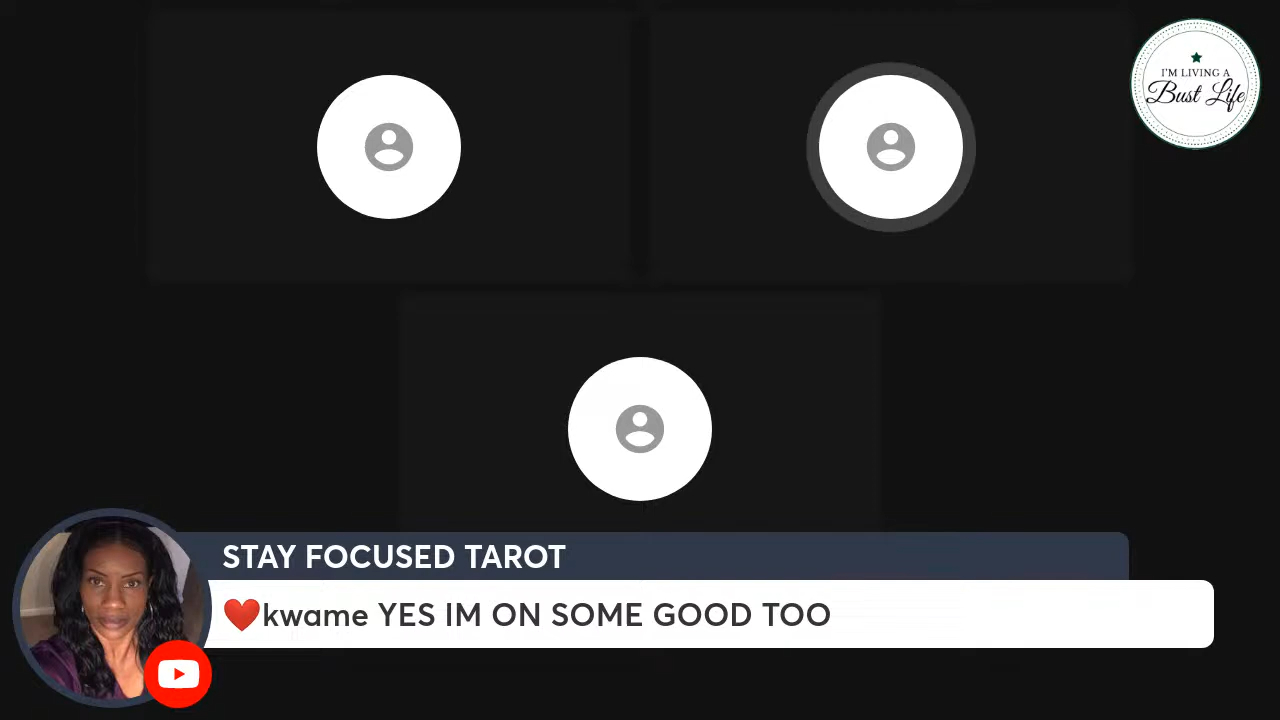 I'M LIVING A
Bust Life
STAY FOCUSED TAROT
❤️kwame YES IM ON SOME GOOD TOO